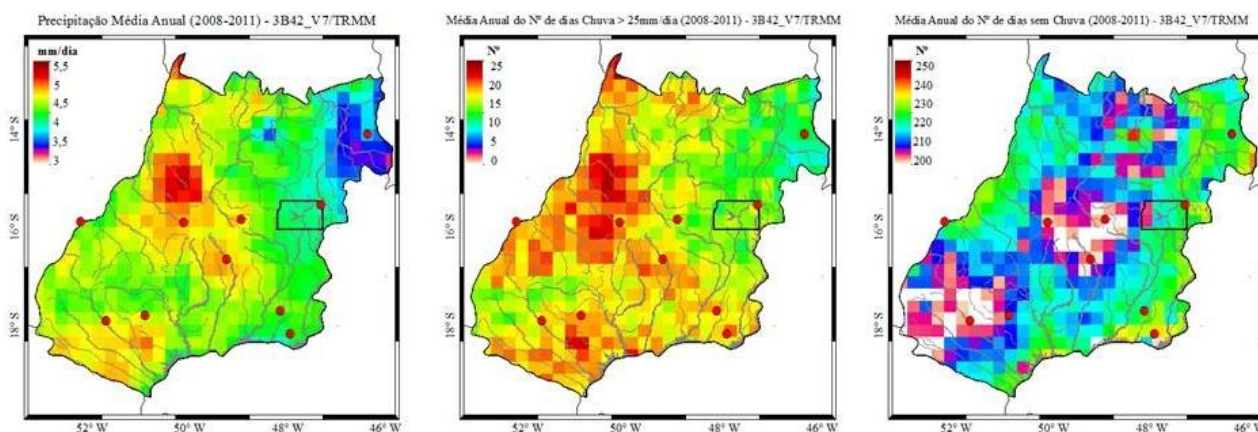 Precipitação Média Anual (2008-2011) - 3B42_V7/TRMM
mm/dia
5,5
4,5
3,5
3
14° S
16° S
18° S
52° W
50° W
48° W
46° W
Média Anual do Nº de dias Chuva > 25mm/dia (2008-2011) - 3B42_V7/TRMM
Nº
25
20
15
10
5
0
14° S
16° S
18° S
52° W
50° W
48° W
46° W
Média Anual do Nº de dias sem Chuva (2008-2011) - 3B42_V7/TRMM
Nº
250
240
230
220
210
200
14° S
16° S
18° S
52° W
50° W
48° W
46° W